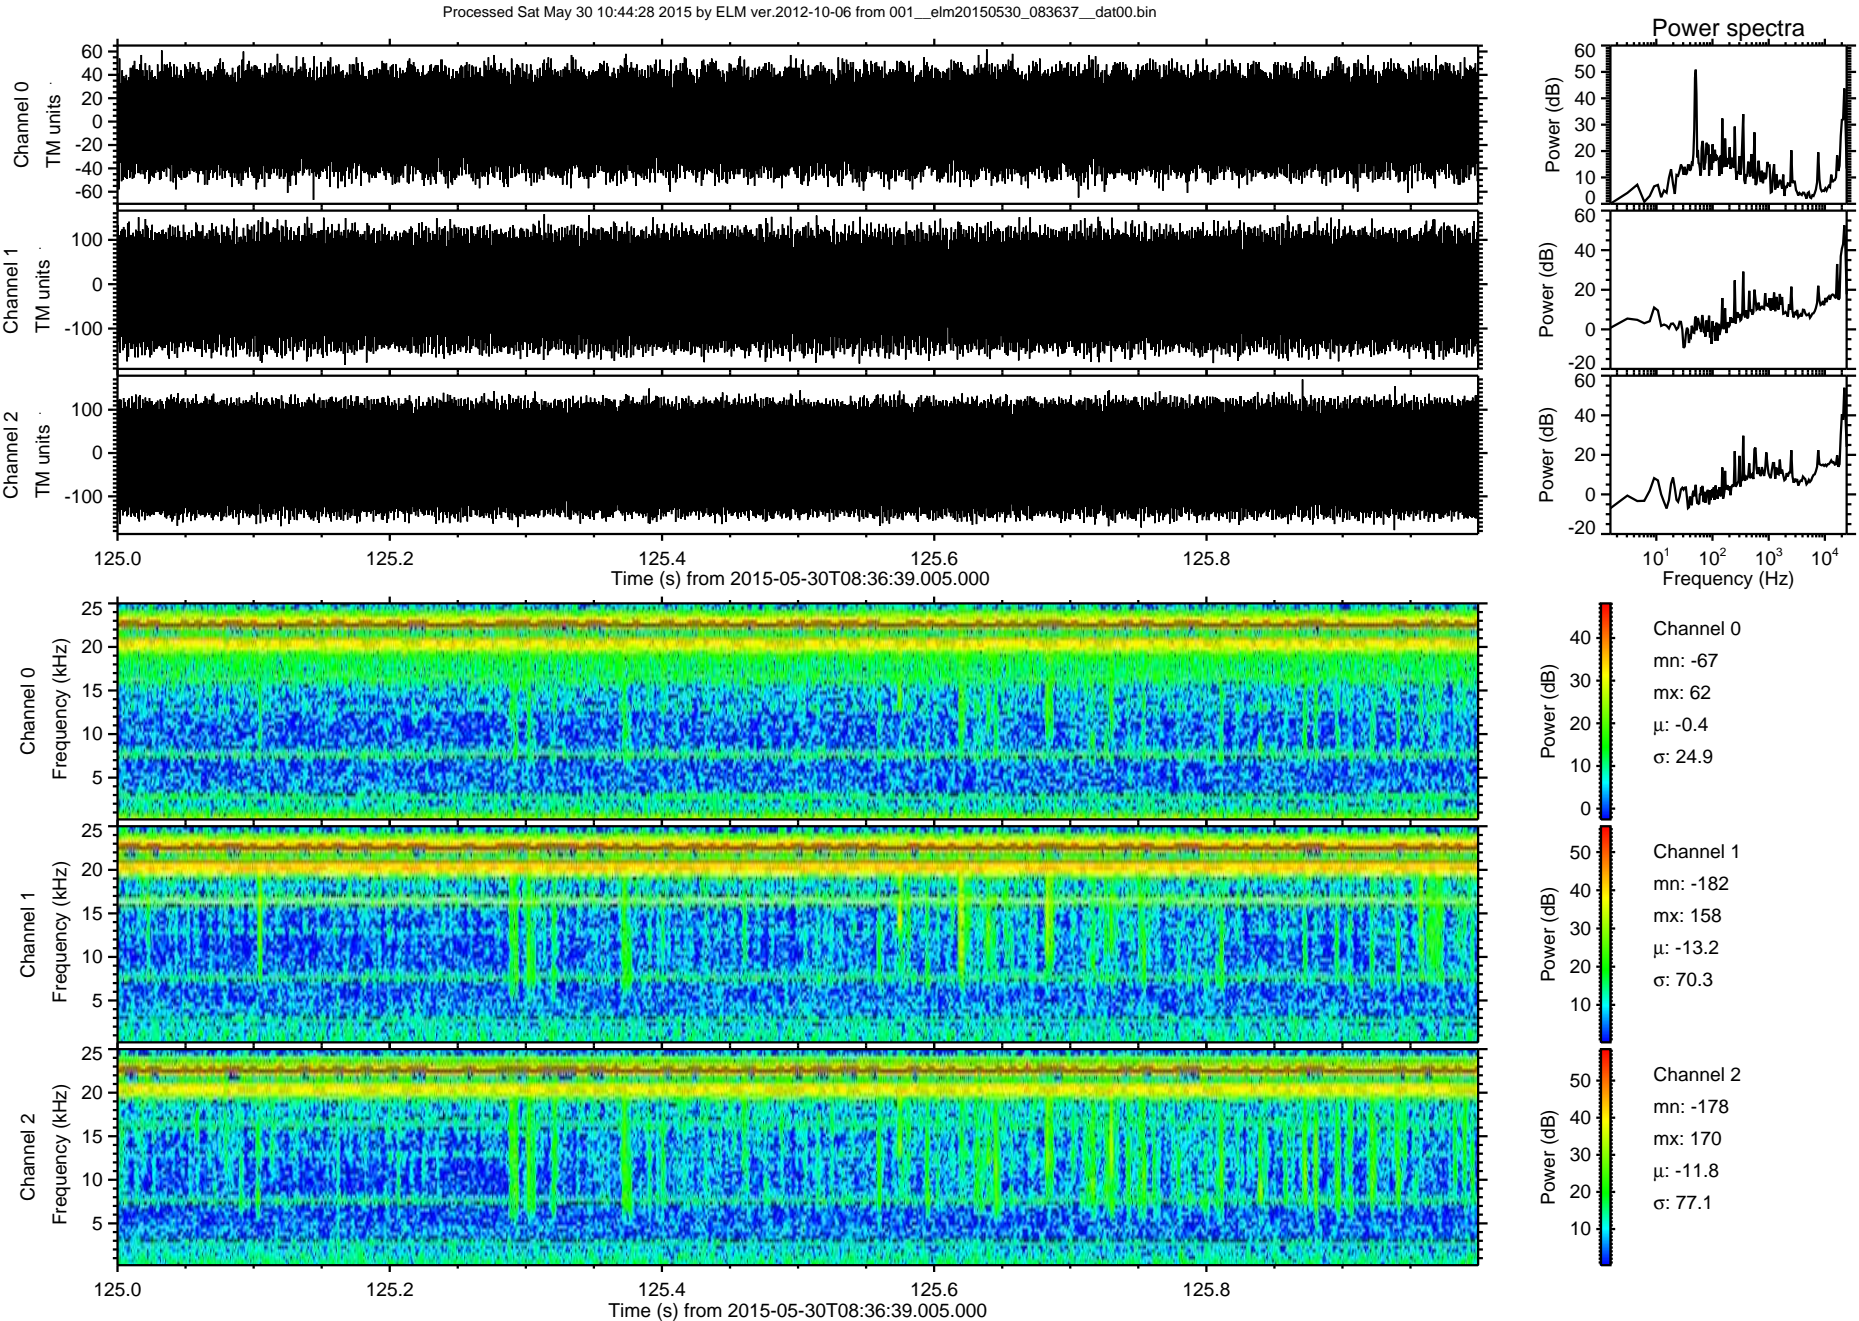 Processed Sat May 30 10:44:28 2015 by ELM ver.2012-10-06 from 001__elm20150530_083637__dat00.bin
Power spectra
Channel 0
TM units
60
40
20
0
-20
-40
-60
Power (dB)
60
50
40
30
20
10
0
Channel 1
TM units
100
0
-100
Power (dB)
60
40
20
0
-20
Channel 2
TM units
100
0
-100
Power (dB)
60
40
20
0
-20
125.0 125.2 125.4 125.6 125.8
Time (s) from 2015-05-30T08:36:39.005.000
10^1 10^2 10^3 10^4
Frequency (Hz)
Channel 0
Frequency (kHz)
25
20
15
10
5
Power (dB)
40
30
20
10
0
Channel 0
mn: -67
mx: 62
μ: -0.4
σ: 24.9
Channel 1
Frequency (kHz)
25
20
15
10
5
Power (dB)
50
40
30
20
10
Channel 1
mn: -182
mx: 158
μ: -13.2
σ: 70.3
Channel 2
Frequency (kHz)
25
20
15
10
5
Power (dB)
50
40
30
20
10
Channel 2
mn: -178
mx: 170
μ: -11.8
σ: 77.1
125.0 125.2 125.4 125.6 125.8
Time (s) from 2015-05-30T08:36:39.005.000